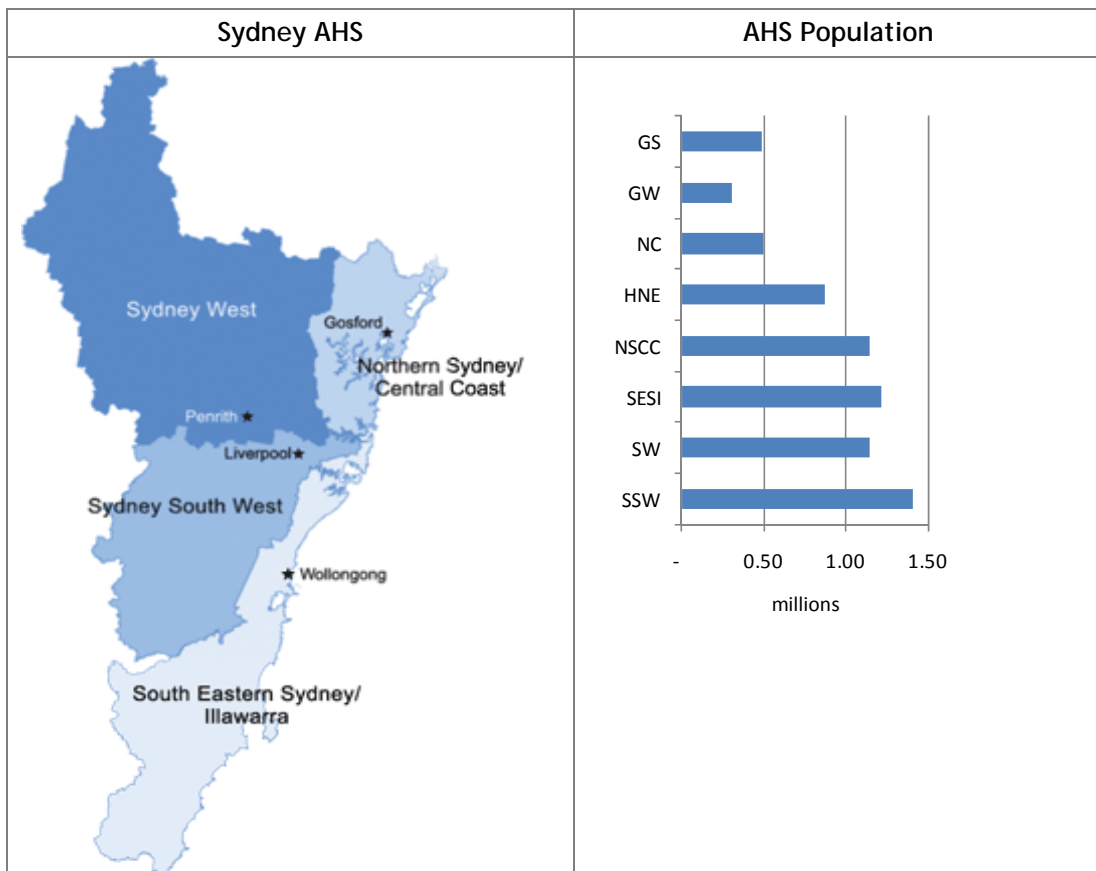 Sydney AHS
AHS Population
Sydney West
Gosford
Northern Sydney/
Central Coast
Penrith
Liverpool
Sydney South West
Wollongong
South Eastern Sydney/
Illawarra
GS
GW
NC
HNE
NSCC
SESI
SW
SSW
- 0.50 1.00 1.50
millions